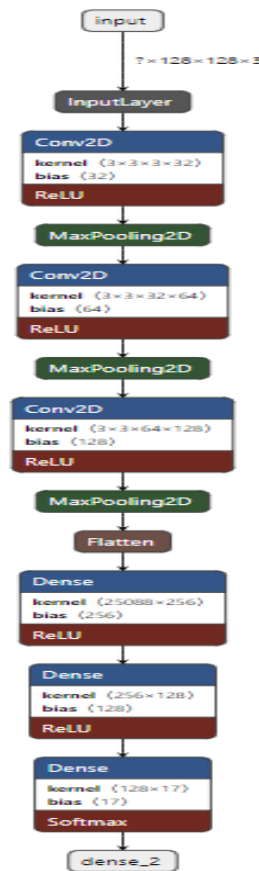 input
?×128×128×3
InputLayer
Conv2D
kernel ⟨3×3×3×32⟩
bias ⟨32⟩
ReLU
MaxPooling2D
Conv2D
kernel ⟨3×3×32×64⟩
bias ⟨64⟩
ReLU
MaxPooling2D
Conv2D
kernel ⟨3×3×64×128⟩
bias ⟨128⟩
ReLU
MaxPooling2D
Flatten
Dense
kernel ⟨25088×256⟩
bias ⟨256⟩
ReLU
Dense
kernel ⟨256×128⟩
bias ⟨128⟩
ReLU
Dense
kernel ⟨128×17⟩
bias ⟨17⟩
Softmax
dense_2